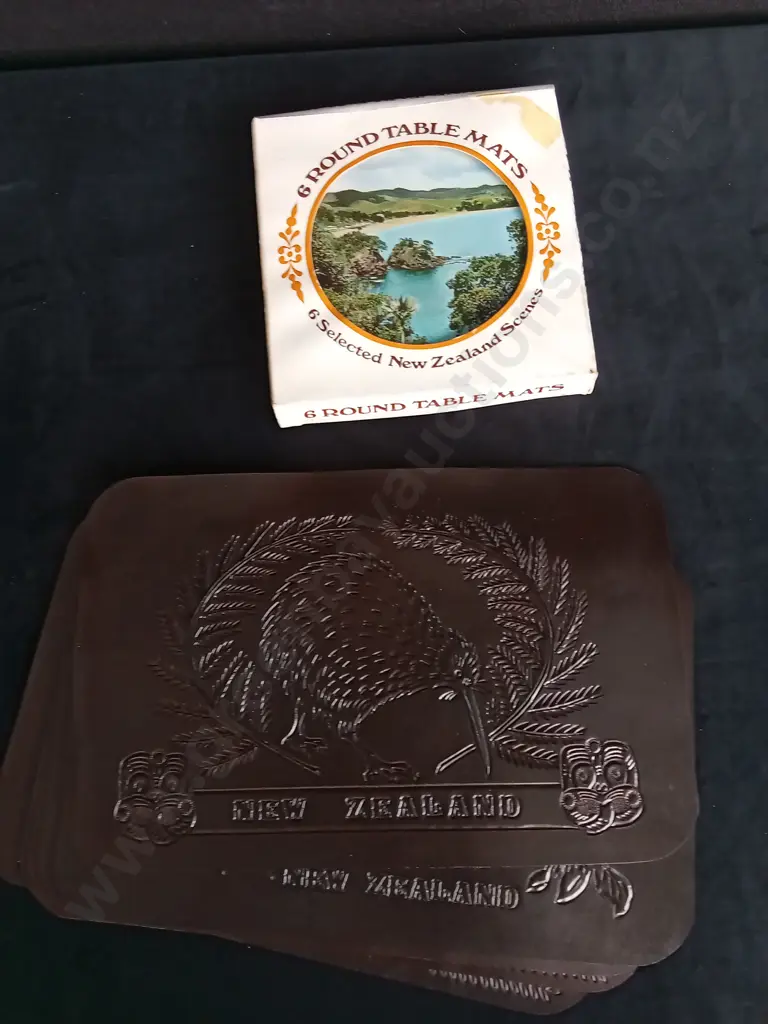 6 ROUND TABLE MATS
6 Selected New Zealand Scenes
6 ROUND TABLE MATS
NEW ZEALAND
NEW ZEALAND